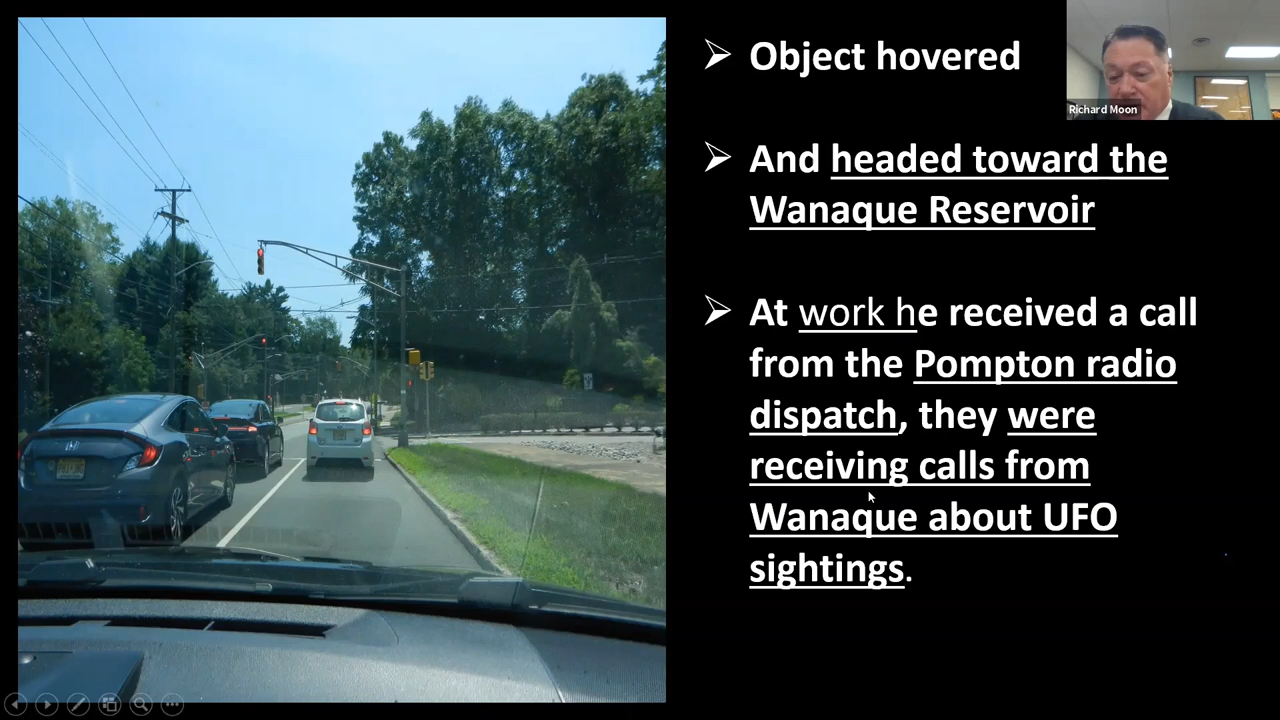 Object hovered
And headed toward the
Wanaque Reservoir
At work he received a call
from the Pompton radio
dispatch, they were
receiving calls from
Wanaque about UFO
sightings.
Richard Moon